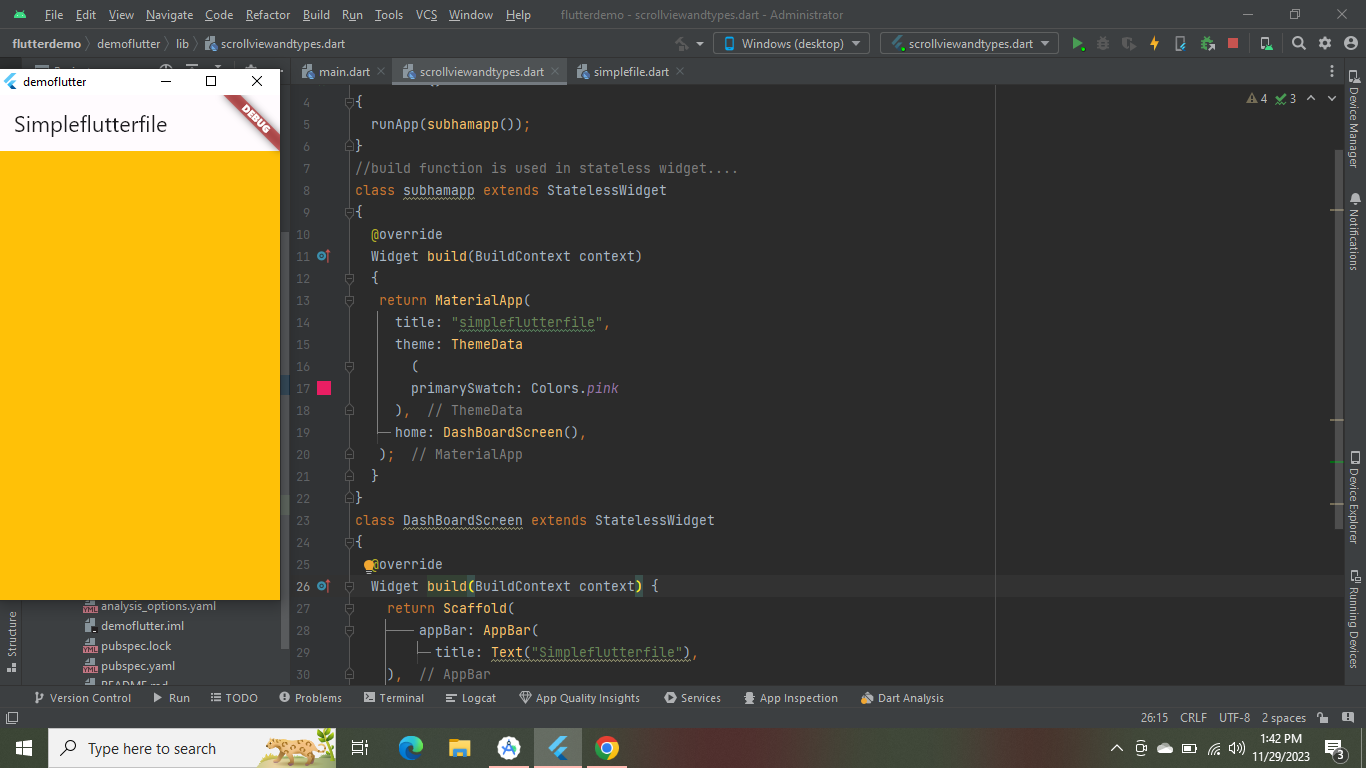 File Edit View Navigate Code Refactor Build Run Tools VCS Window Help flutterdemo - scrollviewandtypes.dart - Administrator
flutterdemo demoflutter lib scrollviewandtypes.dart Windows (desktop) scrollviewandtypes.dart
main.dart scrollviewandtypes.dart simplefile.dart
demoflutter
Simpleflutterfile
DEBUG
4 {
5 runApp(subhamapp());
6 }
7 //build function is used in stateless widget....
8 class subhamapp extends StatelessWidget
9 {
10 @override
11 Widget build(BuildContext context)
12 {
13 return MaterialApp(
14 title: "simpleflutterfile",
15 theme: ThemeData
16 (
17 primarySwatch: Colors.pink
18 ), // ThemeData
19 home: DashBoardScreen(),
20 ); // MaterialApp
21 }
22 }
23 class DashBoardScreen extends StatelessWidget
24 {
25 @override
26 Widget build(BuildContext context) {
27 return Scaffold(
28 appBar: AppBar(
29 title: Text("Simpleflutterfile"),
30 ), // AppBar
4 3
Device Manager
Notifications
Device Explorer
Running Devices
Structure
analysis_options.yaml
demoflutter.iml
pubspec.lock
pubspec.yaml
README.md
Version Control Run TODO Problems Terminal Logcat App Quality Insights Services App Inspection Dart Analysis
26:15 CRLF UTF-8 2 spaces
Type here to search
1:42 PM
11/29/2023
3